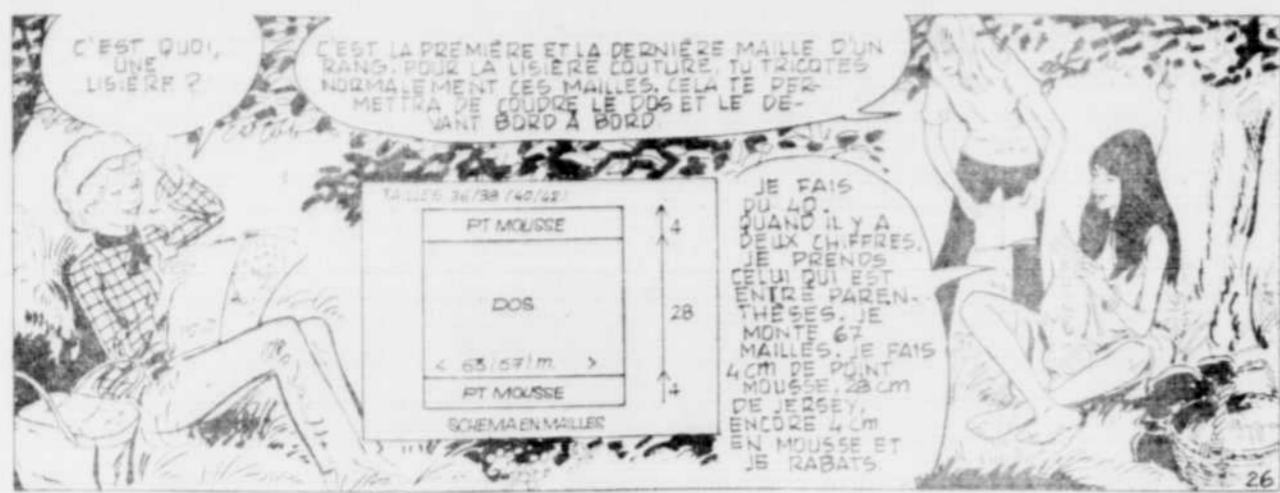 C'EST QUOI,
UNE
LISIÈRE ?
C'EST LA PREMIÈRE ET LA DERNIÈRE MAILLE D'UN
RANG. POUR LA LISIÈRE COUTURE, TU TRICOTES
NORMALEMENT CES MAILLES. CELA TE PER-
METTRA DE COUDRE LE DOS ET LE DE-
VANT BORD À BORD.
TAILLES 36/38 (40/42)
PT MOUSSE
4
DOS
28
< 63/67/m. >
PT MOUSSE
4
SCHEMA EN MAILLES
JE FAIS
DU 40.
QUAND IL Y A
DEUX CHIFFRES,
JE PRENDS
CELUI QUI EST
ENTRE PAREN-
THÈSES. JE
MONTE 67
MAILLES. JE FAIS
4 cm DE POINT
MOUSSE, 28 cm
DE JERSEY,
ENCORE 4 cm
EN MOUSSE ET
JE RABATS.
26